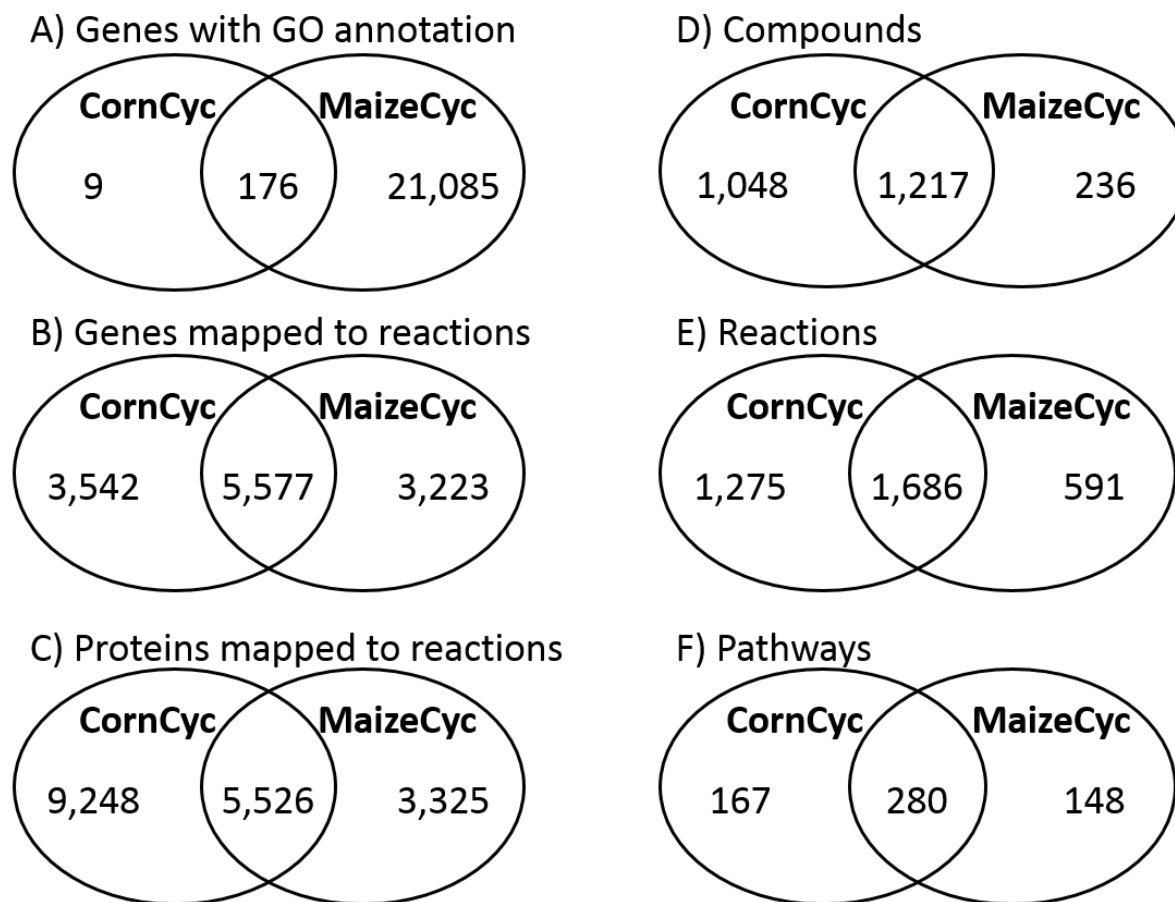 A) Genes with GO annotation
CornCyc MaizeCyc
9 176 21,085
B) Genes mapped to reactions
CornCyc MaizeCyc
3,542 5,577 3,223
C) Proteins mapped to reactions
CornCyc MaizeCyc
9,248 5,526 3,325
D) Compounds
CornCyc MaizeCyc
1,048 1,217 236
E) Reactions
CornCyc MaizeCyc
1,275 1,686 591
F) Pathways
CornCyc MaizeCyc
167 280 148